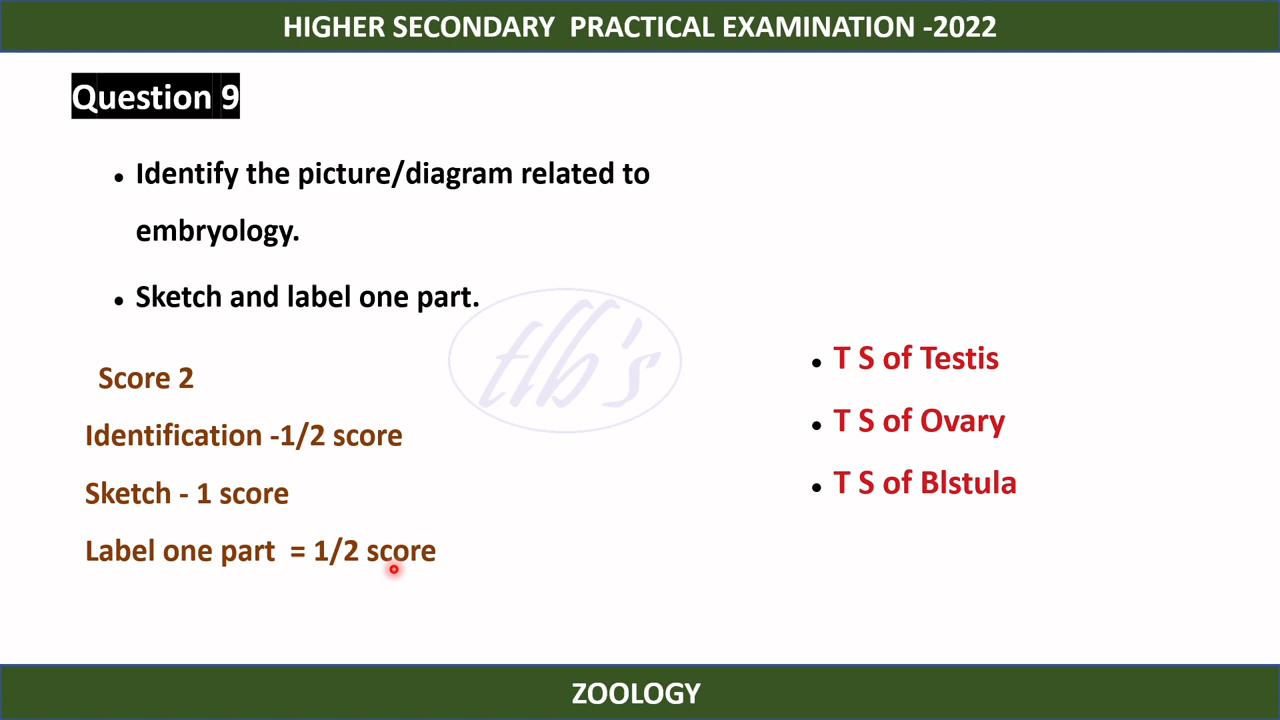 HIGHER SECONDARY PRACTICAL EXAMINATION -2022
Question 9
• Identify the picture/diagram related to
embryology.
• Sketch and label one part.
tlb's
Score 2
Identification -1/2 score
Sketch - 1 score
Label one part = 1/2 score
• T S of Testis
• T S of Ovary
• T S of Blstula
ZOOLOGY